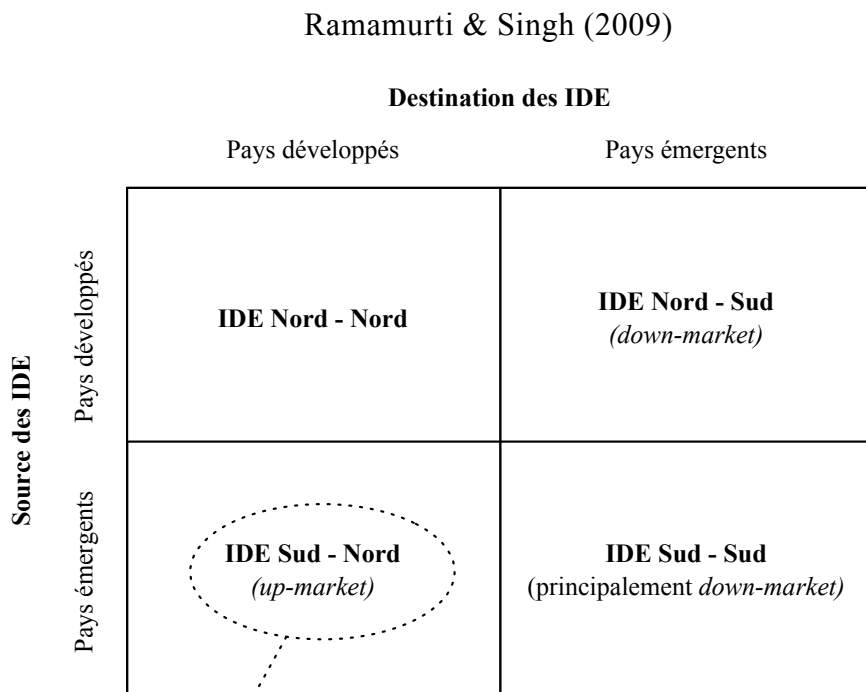 Ramamurti & Singh (2009)
Destination des IDE
Pays développés
Pays émergents
Source des IDE
Pays développés
IDE Nord - Nord
IDE Nord - Sud
(down-market)
Pays émergents
IDE Sud - Nord
(up-market)
IDE Sud - Sud
(principalement down-market)